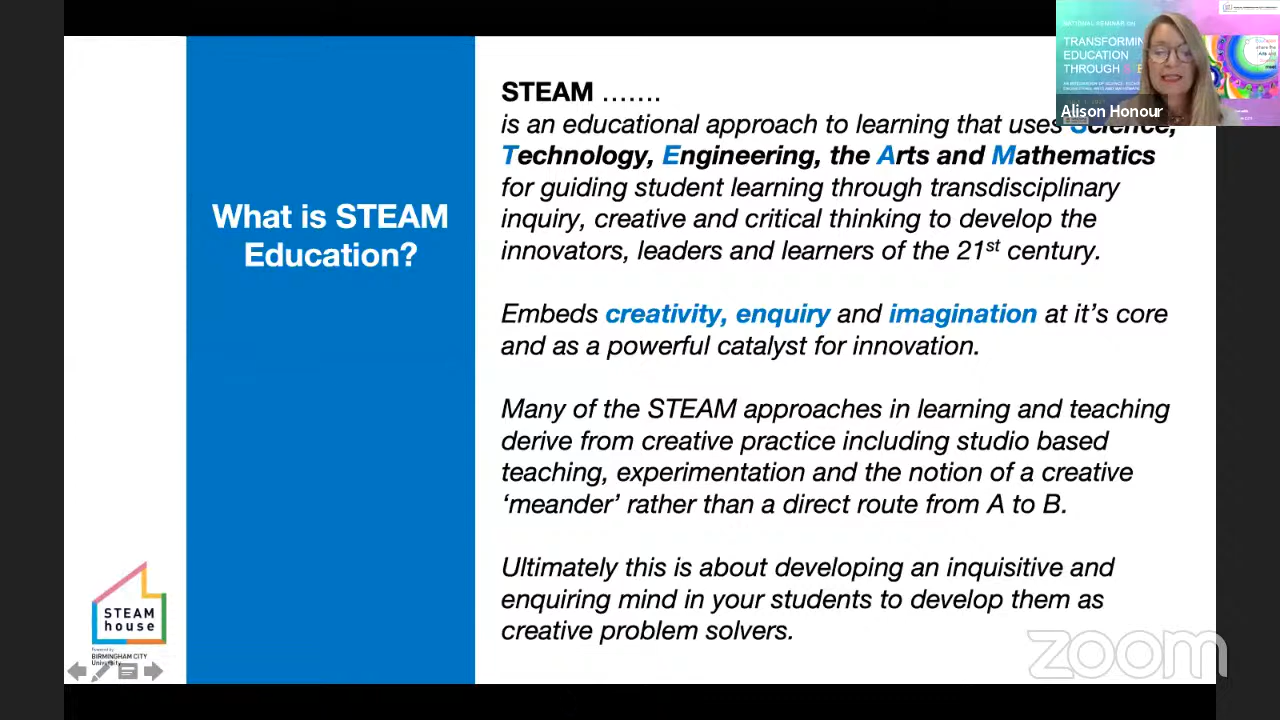 What is STEAM
Education?
STEAM .......
is an educational approach to learning that uses Science,
Technology, Engineering, the Arts and Mathematics
for guiding student learning through transdisciplinary
inquiry, creative and critical thinking to develop the
innovators, leaders and learners of the 21st century.
Embeds creativity, enquiry and imagination at it's core
and as a powerful catalyst for innovation.
Many of the STEAM approaches in learning and teaching
derive from creative practice including studio based
teaching, experimentation and the notion of a creative
‘meander’ rather than a direct route from A to B.
Ultimately this is about developing an inquisitive and
enquiring mind in your students to develop them as
creative problem solvers.
STEAM
house
Powered by
BIRMINGHAM CITY
University
NATIONAL SEMINAR ON
TRANSFORMIN
EDUCATION
THROUGH S
Alison Honour
zoom